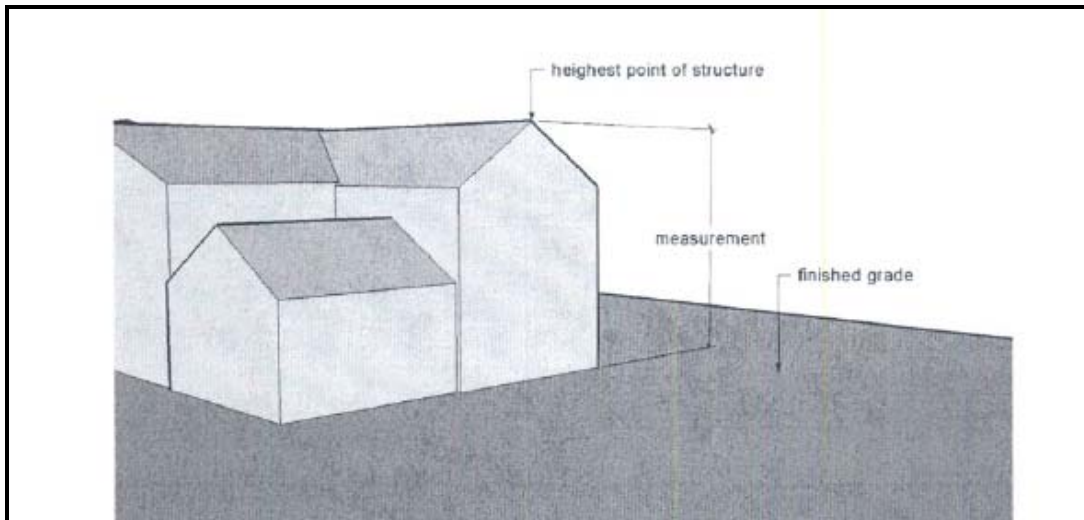 heighest point of structure
measurement
finished grade